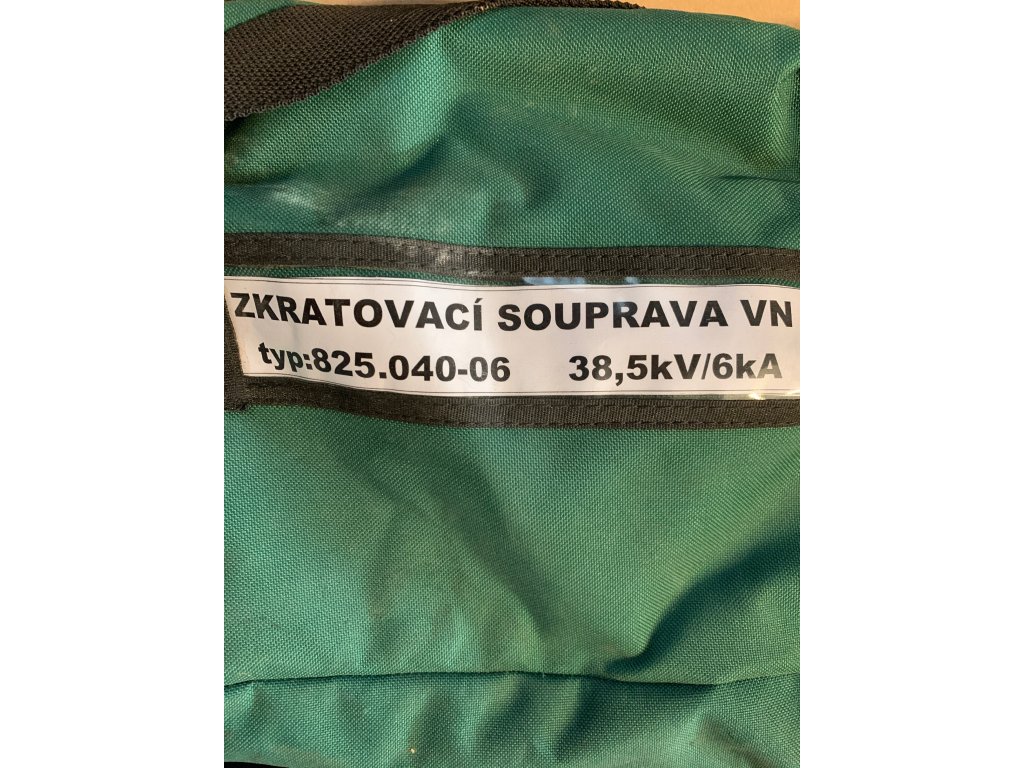 ZKRATOVACÍ SOUPRAVA VN
typ:825.040-06 38,5kV/6kA